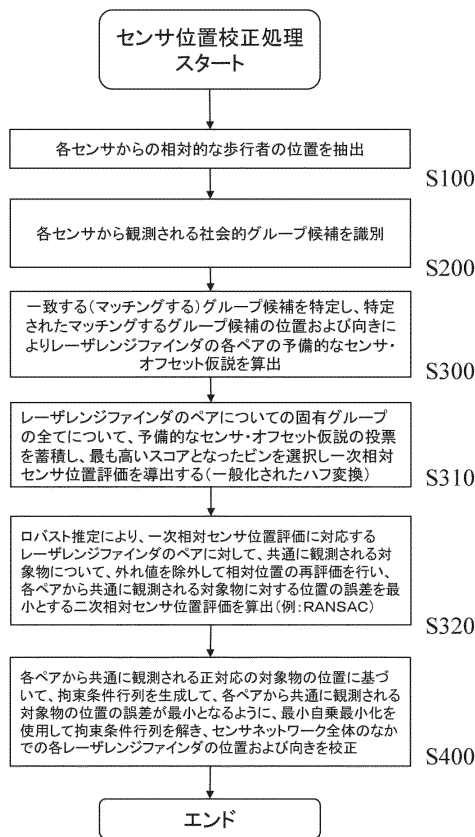 センサ位置校正処理
スタート
各センサからの相対的な歩行者の位置を抽出
S100
各センサから観測される社会的グループ候補を識別
S200
一致する(マッチングする)グループ候補を特定し、特定
されたマッチングするグループ候補の位置および向きに
よりレーザレンジファインダの各ペアの予備的なセンサ・
オフセット仮説を算出
S300
レーザレンジファインダのペアについての固有グループ
の全てについて、予備的なセンサ・オフセット仮説の投票
を蓄積し、最も高いスコアとなったビンを選択し一次相対
センサ位置評価を導出する(一般化されたハフ変換)
S310
ロバスト推定により、一次相対センサ位置評価に対応する
レーザレンジファインダのペアに対して、共通に観測される対
象物について、外れ値を除外して相対位置の再評価を行い、
各ペアから共通に観測される対象物に対する位置の誤差を最
小とする二次相対センサ位置評価を算出(例:RANSAC)
S320
各ペアから共通に観測される正対応の対象物の位置に基づ
いて、拘束条件行列を生成して、各ペアから共通に観測される
対象物の位置の誤差が最小となるように、最小自乗最小化を
使用して拘束条件行列を解き、センサネットワーク全体のなか
での各レーザレンジファインダの位置および向きを校正
S400
エンド